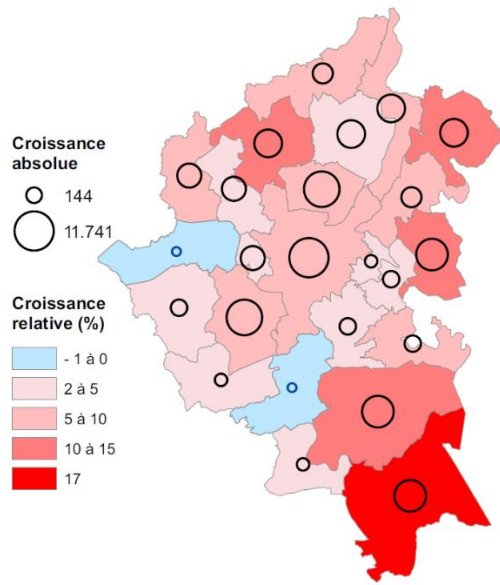 Croissance
absolue
144
11.741
Croissance
relative (%)
- 1 à 0
2 à 5
5 à 10
10 à 15
17